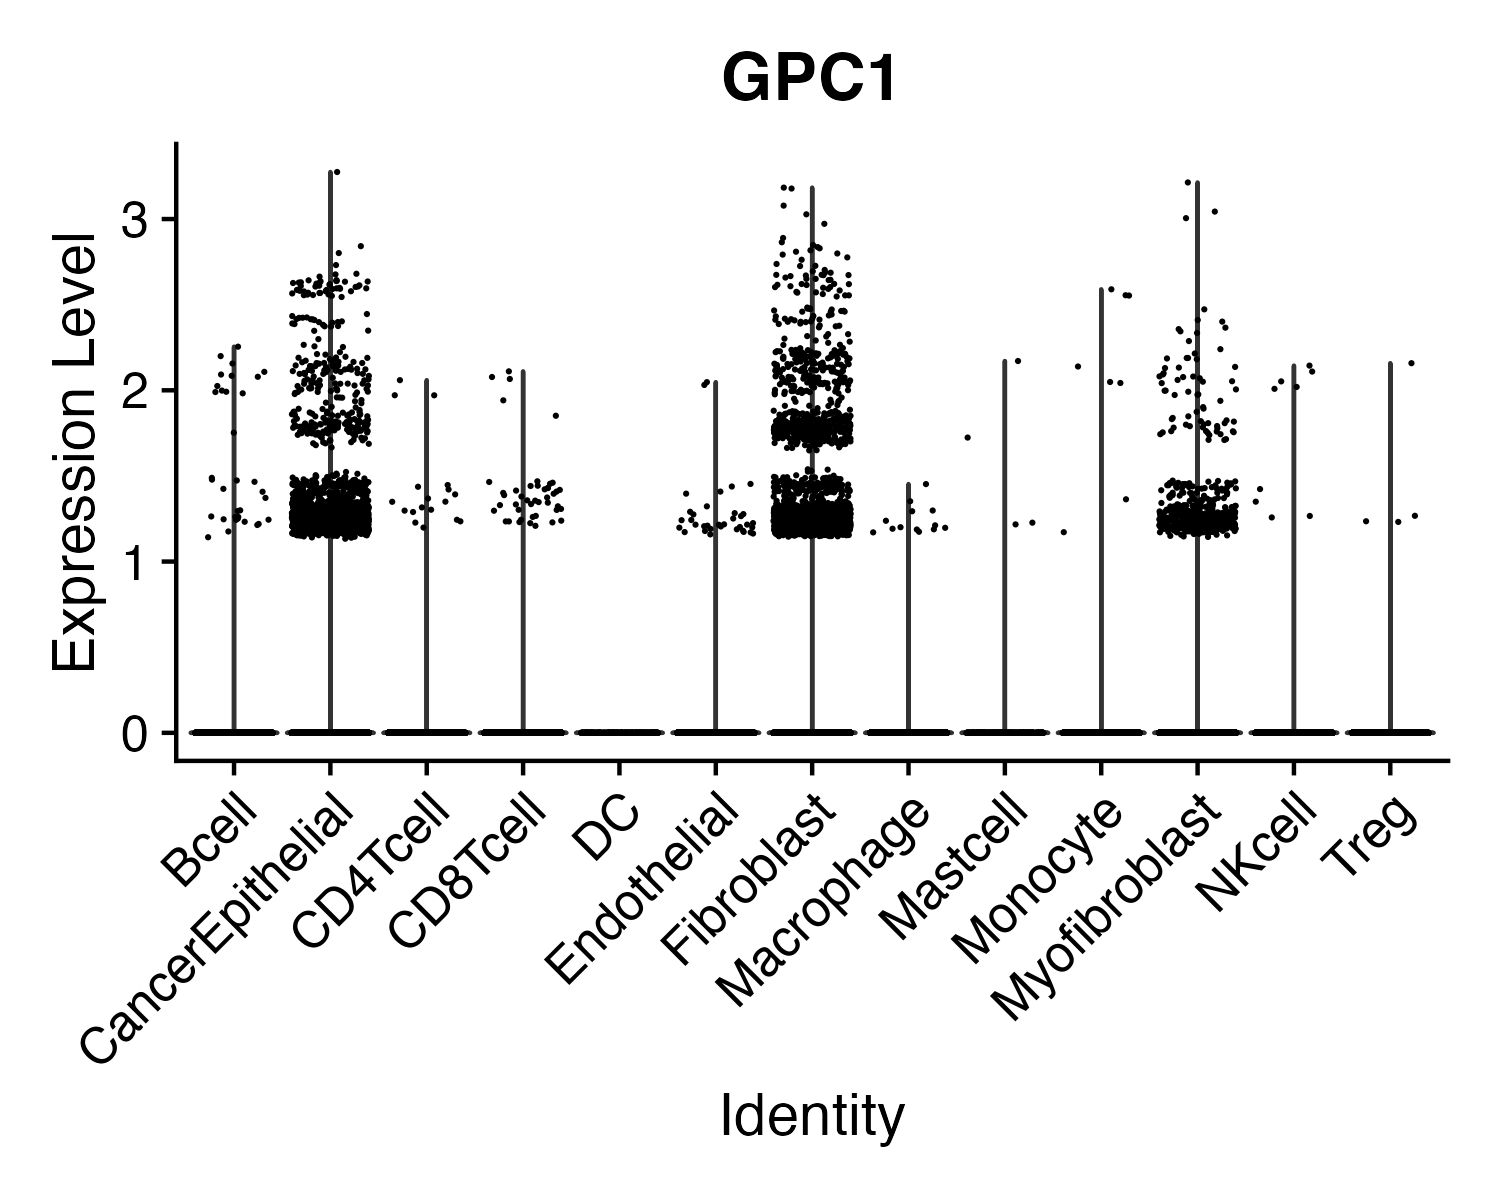 GPC1
Expression Level
3
2
1
0
Bcell
CancerEpithelial
CD4Tcell
CD8Tcell
DC
Endothelial
Fibroblast
Macrophage
Mastcell
Monocyte
Myofibroblast
NKcell
Treg
Identity